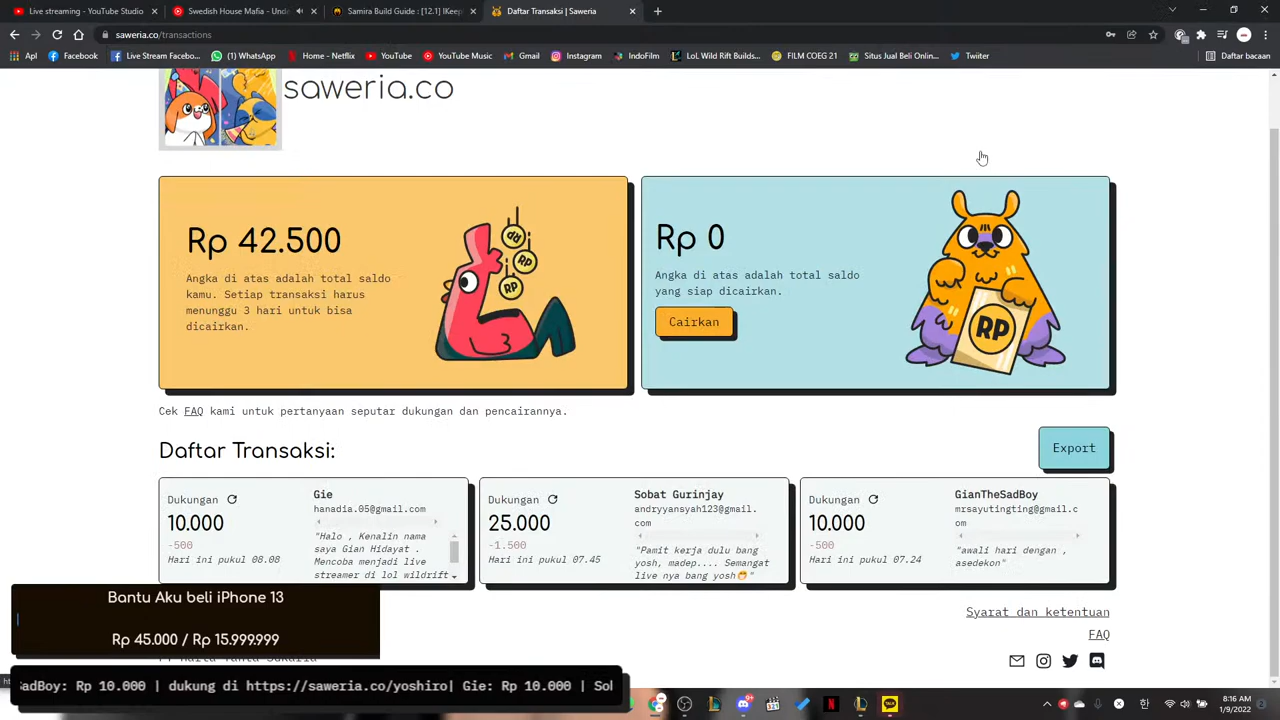 Live streaming - YouTube Studio
Swedish House Mafia - Und
Samira Build Guide : [12.1] IKeep
Daftar Transaksi | Saweria
saweria.co/transactions
Apl
Facebook
Live Stream Faceboo
(1) WhatsApp
Home - Netflix
YouTube
YouTube Music
Gmail
Instagram
IndoFilm
LoL Wild Rift Builds:
FILM COEG 21
Situs Jual Beli Onlin...
Twiiter
Daftar bacaan
saweria.co
Rp 42.500
Angka di atas adalah total saldo
kamu. Setiap transaksi harus
menunggu 3 hari untuk bisa
dicairkan.
RP
RP
RP
Rp 0
Angka di atas adalah total saldo
yang siap dicairkan.
Cairkan
RP
Cek FAQ kami untuk pertanyaan seputar dukungan dan pencairannya.
Daftar Transaksi:
Export
Dukungan
10.000
-500
Hari ini pukul 08.08
Gie
hanadia.05@gmail.com
"Halo , Kenalin nama
saya Gian Hidayat .
Mencoba menjadi live
streamer di lol wildrift
Dukungan
25.000
-1.500
Hari ini pukul 07.45
Sobat Gurinjay
andryyansyah123@gmail.
com
"Pamit kerja dulu bang
yosh, madep.... Semangat
live nya bang yosh😁"
Dukungan
10.000
-500
Hari ini pukul 07.24
GianTheSadBoy
mrsayutingting@gmail.c
om
"awali hari dengan ,
asedekon"
Bantu Aku beli iPhone 13
Rp 45.000 / Rp 15.999.999
Syarat dan ketentuan
FAQ
SadBoy: Rp 10.000 | dukung di https://saweria.co/yoshiro| Gie: Rp 10.000 | Sol
TALK
8:16 AM
1/9/2022